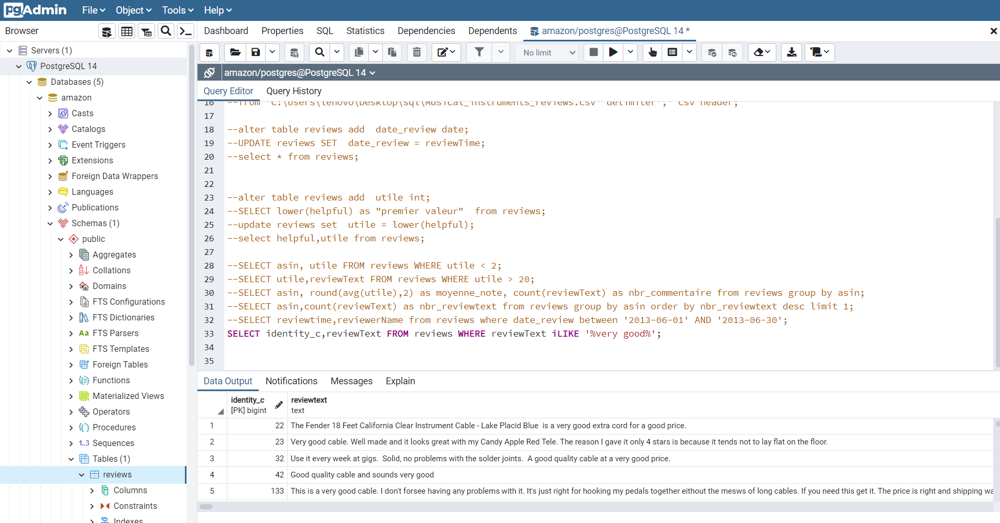 pgAdmin File Object Tools Help
Browser
Dashboard Properties SQL Statistics Dependencies Dependents amazon/postgres@PostgreSQL 14 *
No limit
amazon/postgres@PostgreSQL 14
Servers (1)
PostgreSQL 14
Databases (5)
amazon
Casts
Catalogs
Event Triggers
Extensions
Foreign Data Wrappers
Languages
Publications
Schemas (1)
public
Aggregates
Collations
Domains
FTS Configurations
FTS Dictionaries
Aa FTS Parsers
FTS Templates
Foreign Tables
Functions
Materialized Views
Operators
Procedures
1..3 Sequences
Tables (1)
reviews
Columns
Constraints
Indexes
Query Editor Query History
16 --from 'C:\Users\lenovo\Desktop\sql\Musical_instruments_reviews.csv' delimiter',' csv header;
17
18 --alter table reviews add  date_review date;
19 --UPDATE reviews SET  date_review = reviewTime;
20 --select * from reviews;
21
22
23 --alter table reviews add  utile int;
24 --SELECT lower(helpful) as "premier valeur"  from reviews;
25 --update reviews set  utile = lower(helpful);
26 --select helpful,utile from reviews;
27
28 --SELECT asin, utile FROM reviews WHERE utile < 2;
29 --SELECT utile,reviewText FROM reviews WHERE utile > 20;
30 --SELECT asin, round(avg(utile),2) as moyenne_note, count(reviewText) as nbr_commentaire from reviews group by asin;
31 --SELECT asin,count(reviewText) as nbr_reviewtext from reviews group by asin order by nbr_reviewtext desc limit 1;
32 --SELECT reviewtime,reviewerName from reviews where date_review between '2013-06-01' AND '2013-06-30';
33 SELECT identity_c,reviewText FROM reviews WHERE reviewText iLIKE '%very good%';
34
35
Data Output Notifications Messages Explain
identity_c reviewtext
[PK] bigint text
1 22 The Fender 18 Feet California Clear Instrument Cable - Lake Placid Blue  is a very good extra cord for a good price.
2 23 Very good cable. Well made and it looks great with my Candy Apple Red Tele. The reason I gave it only 4 stars is because it tends not to lay flat on the floor.
3 32 Use it every week at gigs.  Solid, no problems with the solder joints.  A good quality cable at a very good price.
4 42 Good quality cable and sounds very good
5 133 This is a very good cable. I don't forsee having any problems with it. It's just right for hooking my pedals together eithout the mesws of long cables. If you need this get it. The price is right and shipping wa